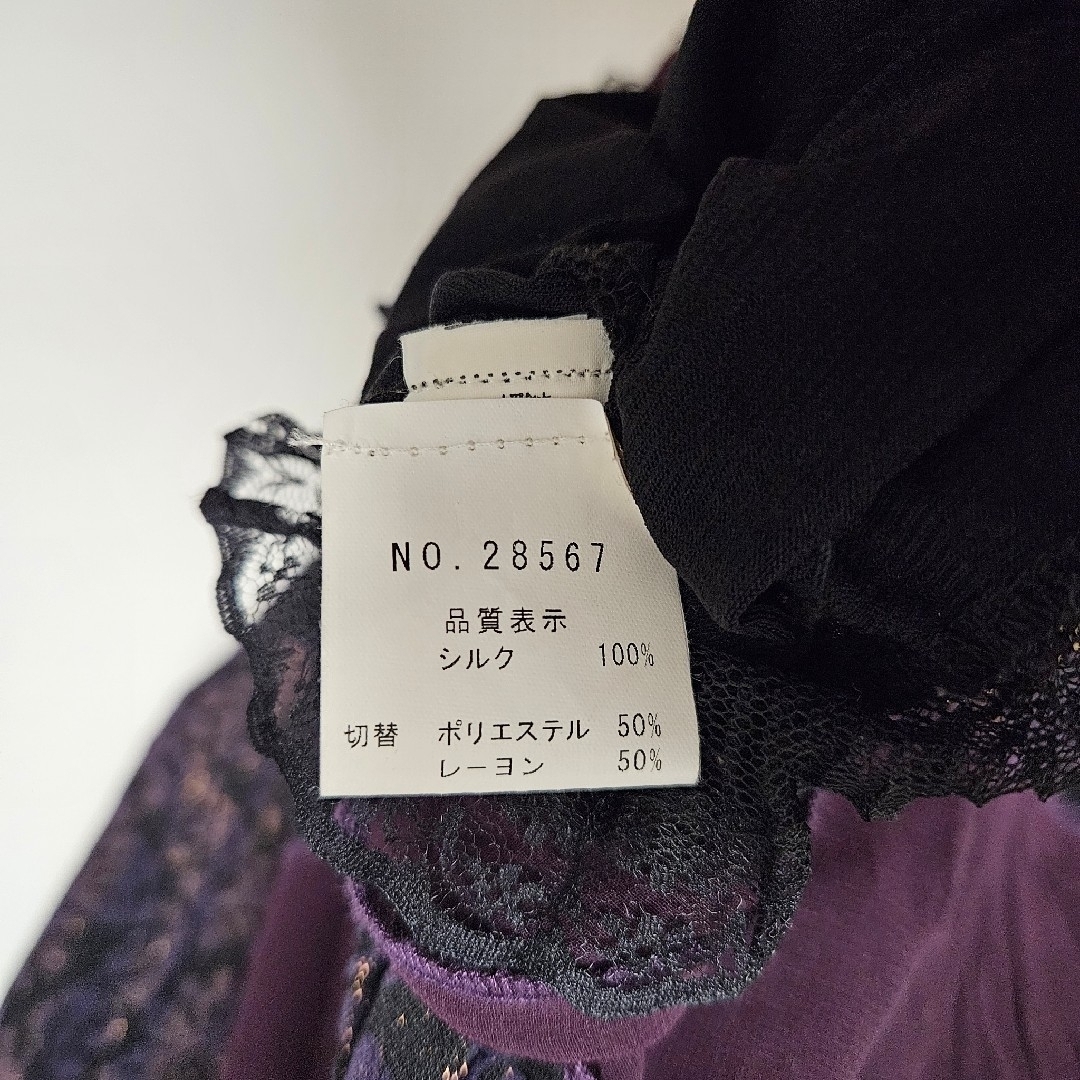 NO. 28567
品質表示
シルク 100%
切替 ポリエステル 50%
レーヨン 50%